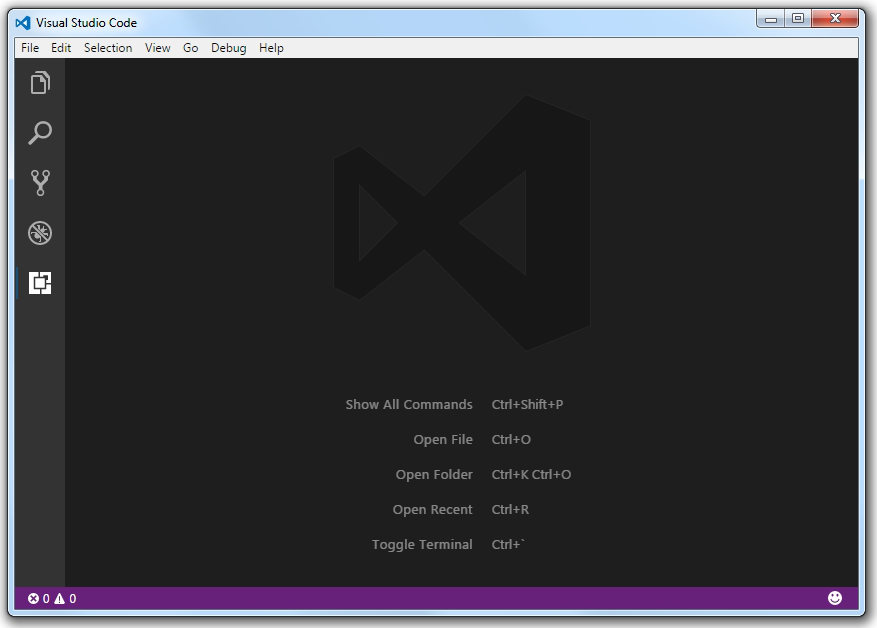 Visual Studio Code
File Edit Selection View Go Debug Help
Show All Commands Ctrl+Shift+P
Open File Ctrl+O
Open Folder Ctrl+K Ctrl+O
Open Recent Ctrl+R
Toggle Terminal Ctrl+`
0 0